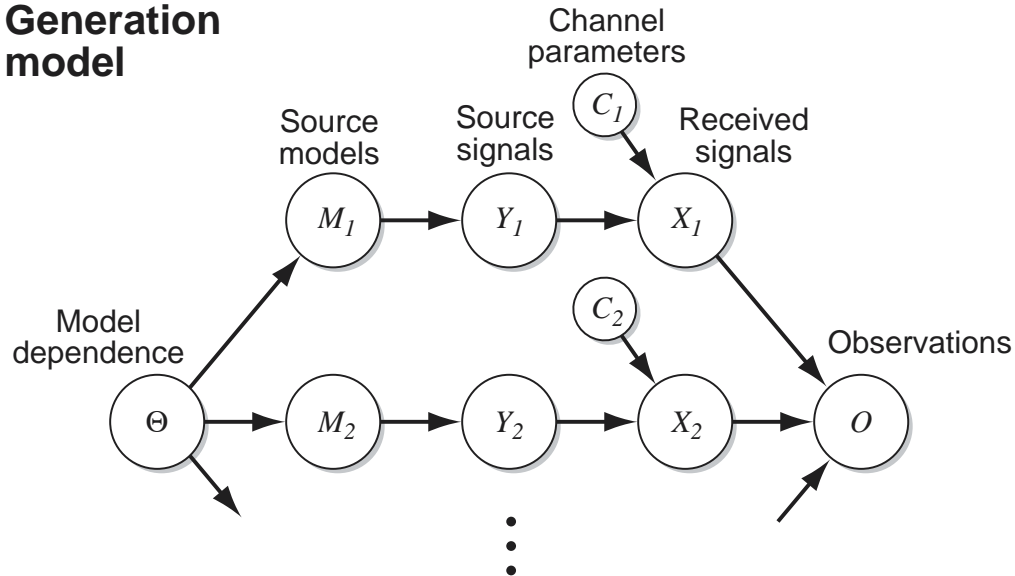 Generation
model
Channel
parameters
C1
Source
models
Source
signals
Received
signals
M1
Y1
X1
C2
Model
dependence
Observations
Θ
M2
Y2
X2
O